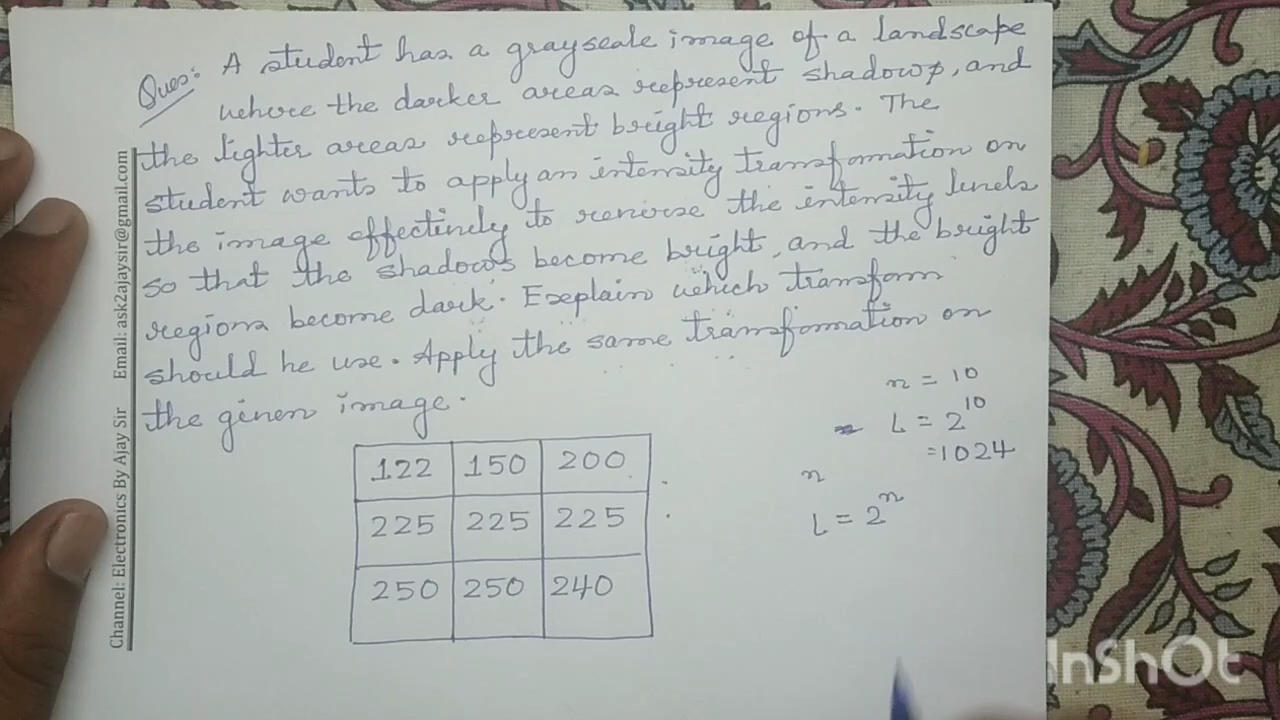 Ques: A student has a grayscale image of a landscape
where the darker areas represent shadows, and
the lighter areas represent bright regions. The
student wants to apply an intensity transformation on
the image effectively to reverse the intensity levels
so that the shadows become bright, and the bright
regions become dark. Explain which transform
should he use. Apply the same transformation on
the given image.
n = 10
L = 2^10
=1024
n
L = 2^n
122 150 200
225 225 225
250 250 240
Channel: Electronics By Ajay Sir Email: ask2ajaysir@gmail.com
InShOt